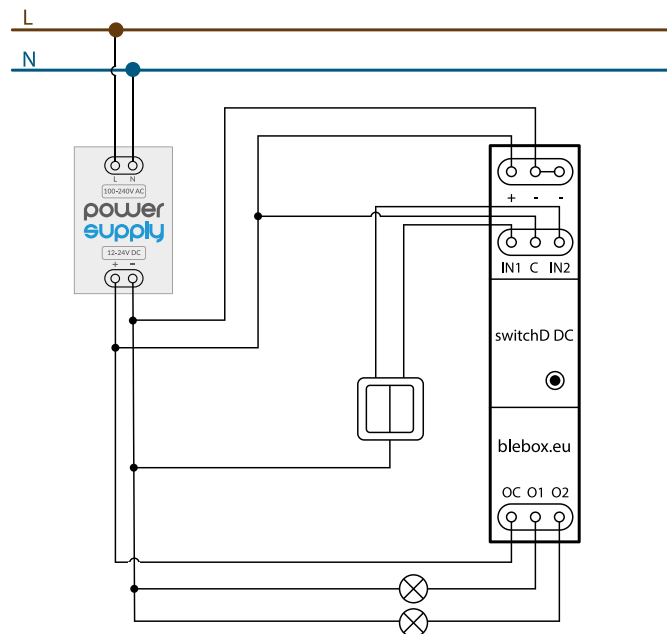 L
N
L N
100-240V AC
power
supply
12-24V DC
+ -
+ - -
IN1 C IN2
switchD DC
blebox.eu
OC O1 O2